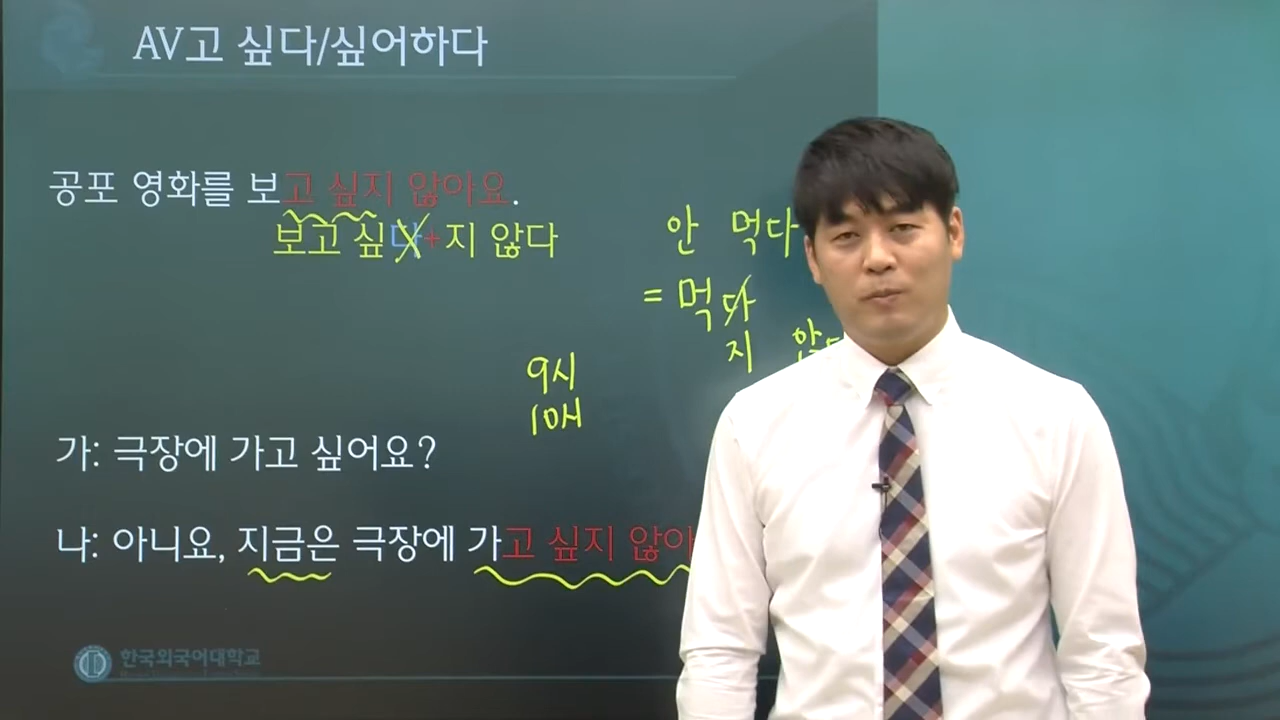 AV고 싶다/싶어하다
공포 영화를 보고 싶지 않아요.
보고 싶다+지 않다
안 먹다
= 먹다
지
9시
10시
가: 극장에 가고 싶어요?
나: 아니요, 지금은 극장에 가고 싶지 않아
한국외국어대학교